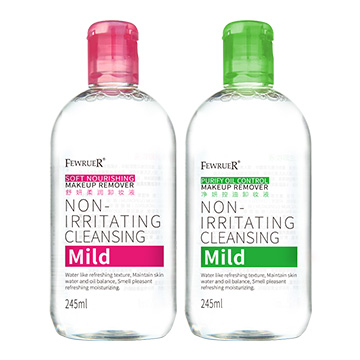 FEWRUER®
SOFT NOURISHING
MAKEUP REMOVER
舒妍柔润卸妆液
NON-
IRRITATING
CLEANSING
Mild
Water like refreshing texture, Maintain skin
water and oil balance, Smell pleasant
refreshing moisturizing.
245ml
FEWRUER®
PURIFY OIL CONTROL
MAKEUP REMOVER
净妍控油卸妆液
NON-
IRRITATING
CLEANSING
Mild
Water like refreshing texture, Maintain skin
water and oil balance, Smell pleasant
refreshing moisturizing.
245ml